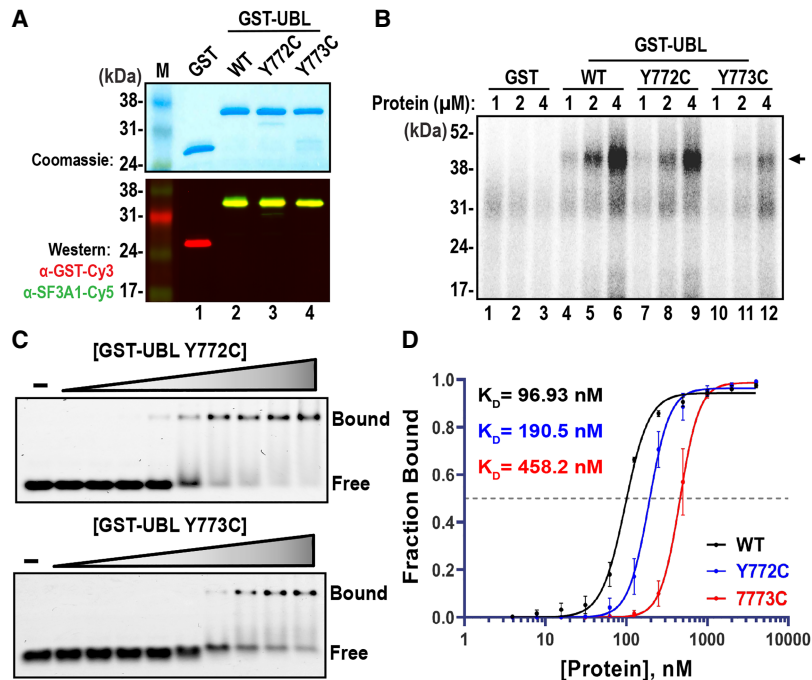 A
GST-UBL
(kDa) M GST WT Y772C Y773C
38-
31-
Coomassie: 24-
38-
31-
Western: 24-
α-GST-Cy3
α-SF3A1-Cy5 17-
1 2 3 4
B
GST-UBL
GST WT Y772C Y773C
Protein (μM): 1 2 4 1 2 4 1 2 4 1 2 4
(kDa) 52-
38-
31-
24-
17-
1 2 3 4 5 6 7 8 9 10 11 12
C
[GST-UBL Y772C]
–
Bound
Free
[GST-UBL Y773C]
–
Bound
Free
D
Fraction Bound
1.0
0.8
0.6
0.4
0.2
0.0
KD= 96.93 nM
KD= 190.5 nM
KD= 458.2 nM
WT
Y772C
7773C
1 10 100 1000 10000
[Protein], nM